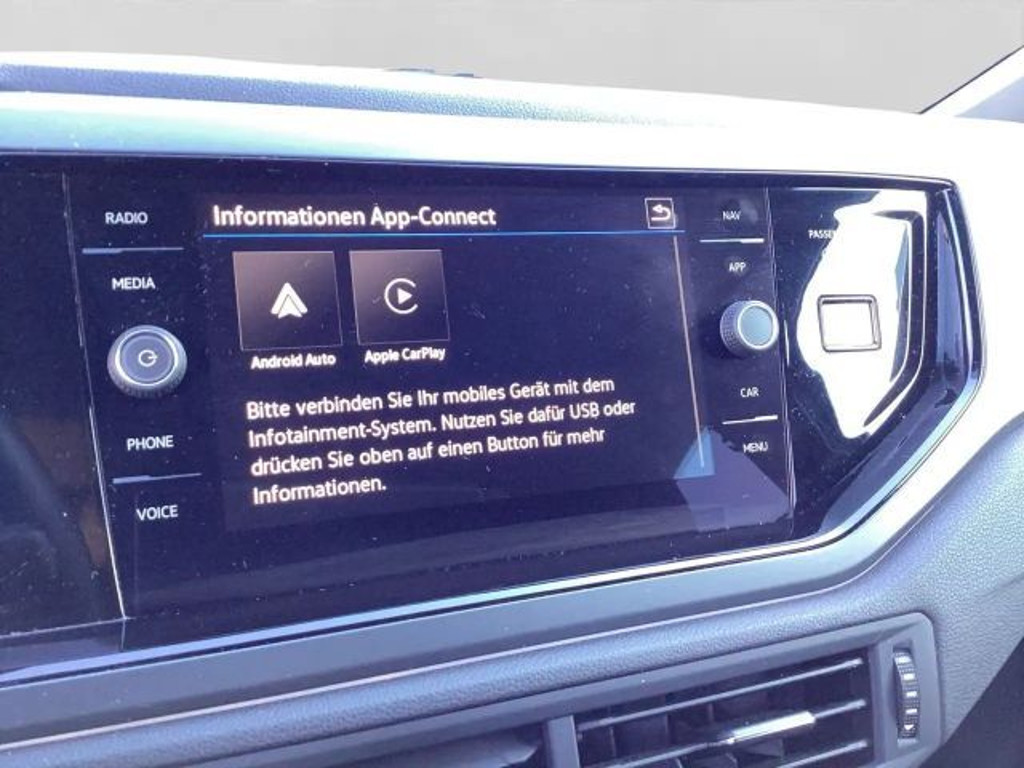 RADIO
MEDIA
PHONE
VOICE
Informationen App-Connect
Android Auto
Apple CarPlay
Bitte verbinden Sie Ihr mobiles Gerät mit dem
Infotainment-System. Nutzen Sie dafür USB oder
drücken Sie oben auf einen Button für mehr
Informationen.
NAV
APP
CAR
MENU